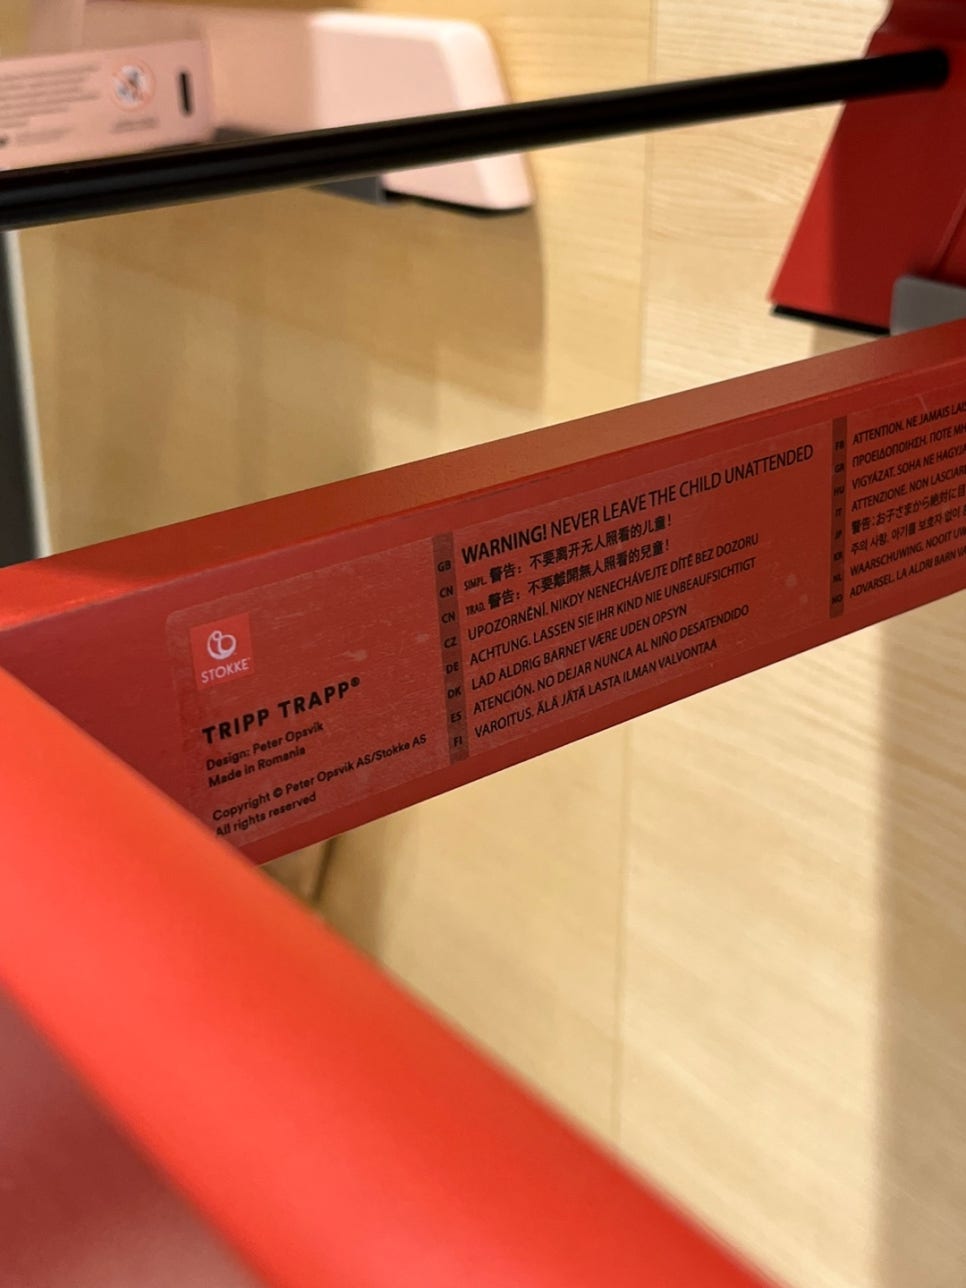 STOKKE
TRIPP TRAPP®
Design: Peter Opsvik
Made in Romania
Copyright © Peter Opsvik AS/Stokke AS
All rights reserved
GB WARNING! NEVER LEAVE THE CHILD UNATTENDED
CN SIMPL. 警告：不要离开无人照看的儿童！
CN TRAD. 警告：不要離開無人照看的兒童！
CZ UPOZORNĚNÍ. NIKDY NENECHÁVEJTE DÍTĚ BEZ DOZORU
DE ACHTUNG. LASSEN SIE IHR KIND NIE UNBEAUFSICHTIGT
DK LAD ALDRIG BARNET VÆRE UDEN OPSYN
ES ATENCIÓN. NO DEJAR NUNCA AL NIÑO DESATENDIDO
FI VAROITUS. ÄLÄ JÄTÄ LASTA ILMAN VALVONTAA
FR ATTENTION. NE JAMAIS
GR ΠΡΟΕΙΔΟΠΟΙΗΣΗ. ΠΟΤΕ ΜΗ
HU VIGYÁZAT. SOHA NE
IT ATTENZIONE. NON
JP 警告：お子さまから絶対に
KR 주의 사항. 아기를 보호자 없이
NL WAARSCHUWING. NOOIT
NO ADVARSEL. LA ALDRI BARN